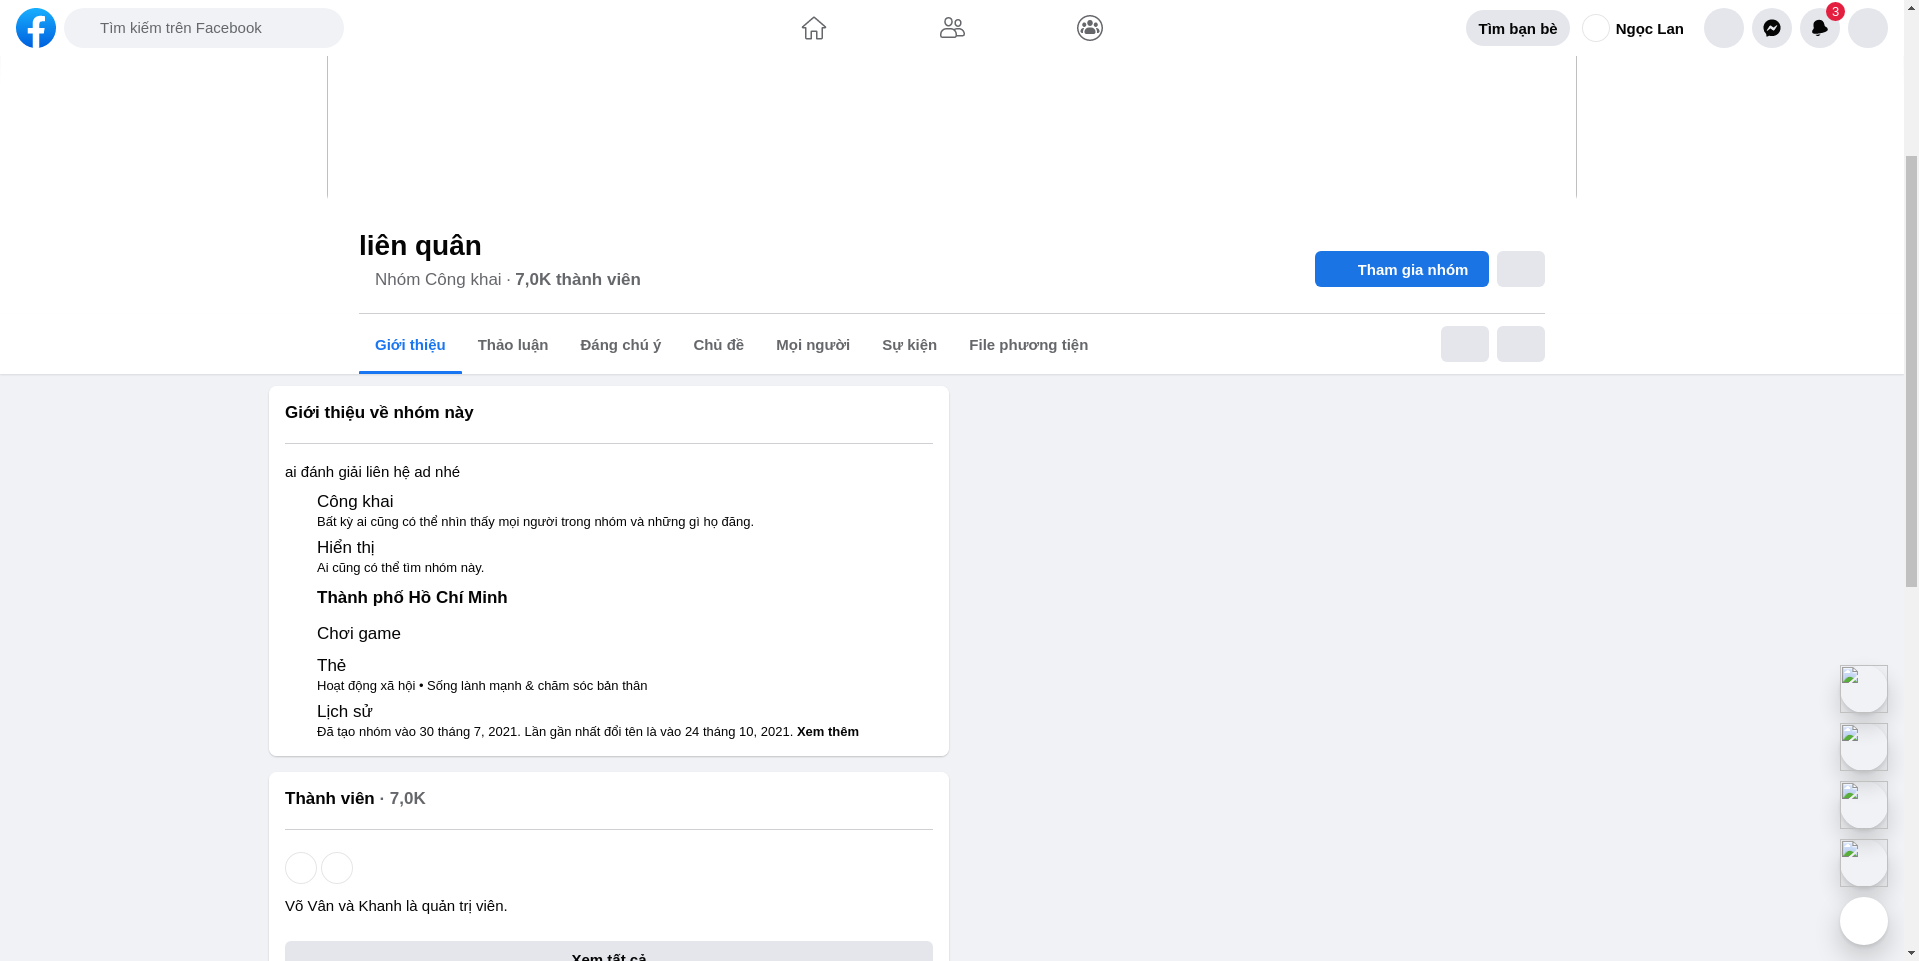 Tìm kiếm trên Facebook
Tìm bạn bè
Ngọc Lan
3
liên quân
Nhóm Công khai · 7,0K thành viên
Tham gia nhóm
Giới thiệu
Thảo luận
Đáng chú ý
Chủ đề
Mọi người
Sự kiện
File phương tiện
Giới thiệu về nhóm này
ai đánh giải liên hệ ad nhé
Công khai
Bất kỳ ai cũng có thể nhìn thấy mọi người trong nhóm và những gì họ đăng.
Hiển thị
Ai cũng có thể tìm nhóm này.
Thành phố Hồ Chí Minh
Chơi game
Thẻ
Hoạt động xã hội • Sống lành mạnh & chăm sóc bản thân
Lịch sử
Đã tạo nhóm vào 30 tháng 7, 2021. Lần gần nhất đổi tên là vào 24 tháng 10, 2021. Xem thêm
Thành viên · 7,0K
Võ Vân và Khanh là quản trị viên.
Xem tất cả